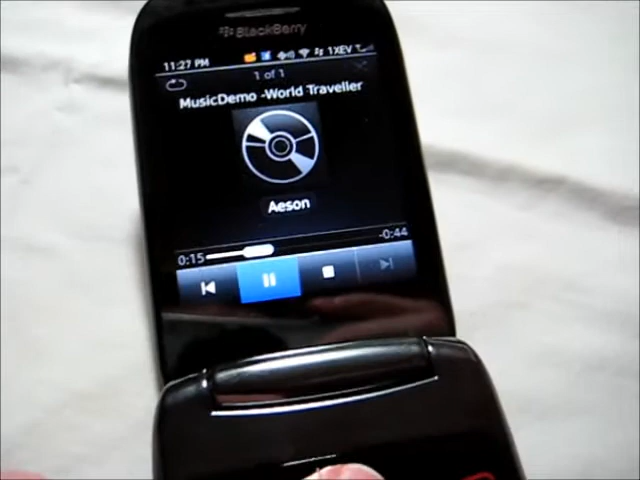 BlackBerry
11:27 PM 1XEV
1 of 1
MusicDemo -World Traveller
Aeson
0:15 -0:44